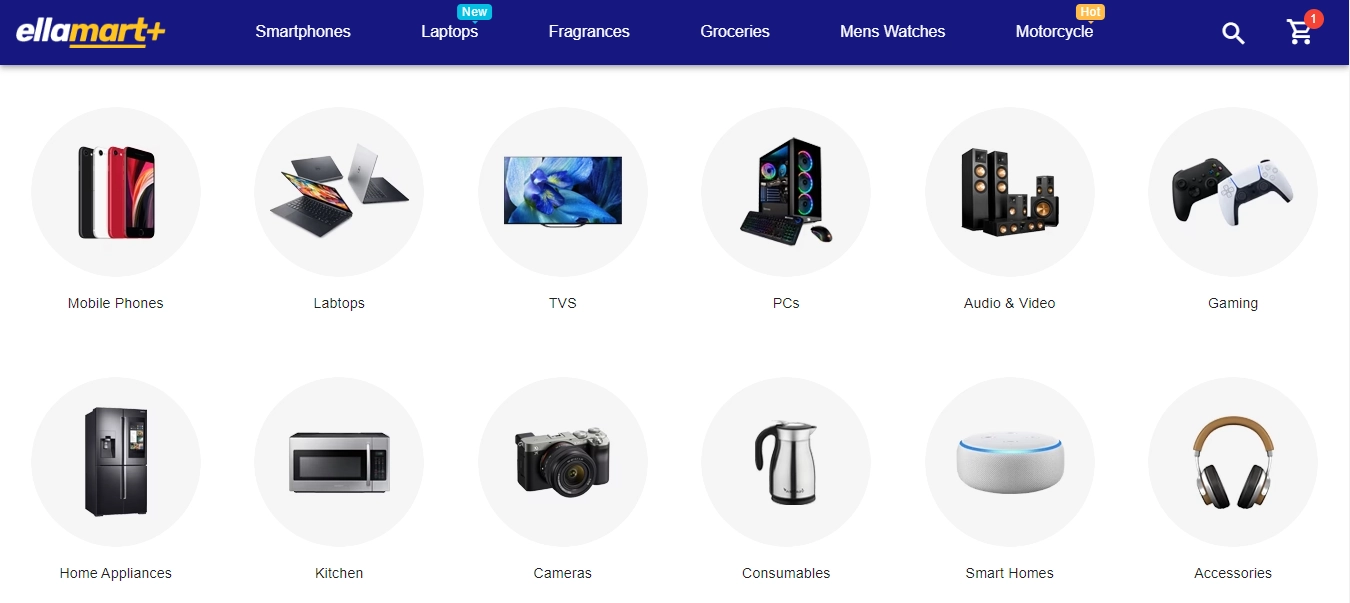 ellamart+
Smartphones
Laptops
New
Fragrances
Groceries
Mens Watches
Motorcycle
Hot
1
Mobile Phones
Labtops
TVS
PCs
Audio & Video
Gaming
Home Appliances
Kitchen
Cameras
Consumables
Smart Homes
Accessories